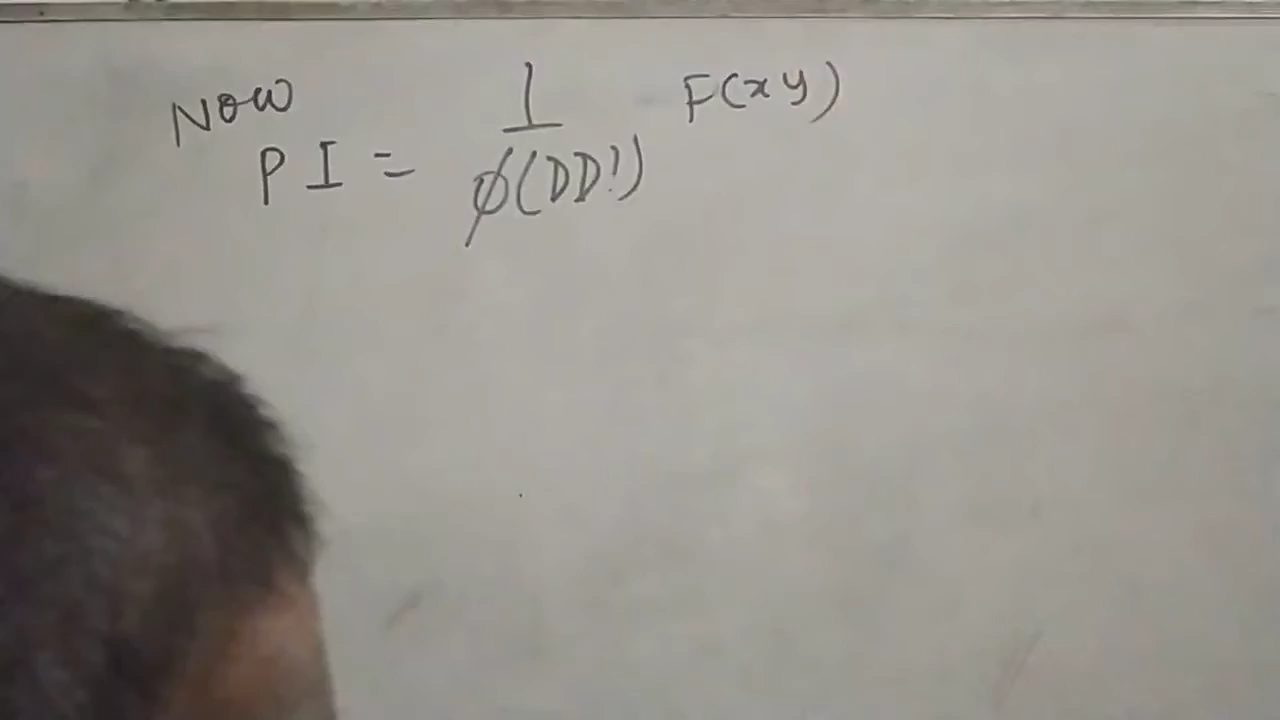 Now
PI = 1/ϕ(DD') F(xy)